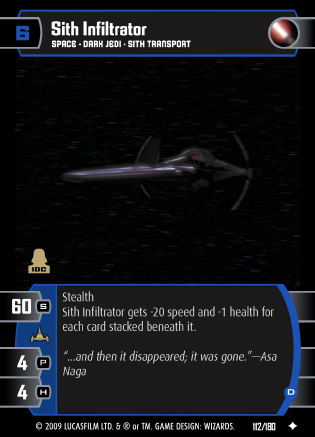 6
Sith Infiltrator
SPACE • DARK JEDI • SITH TRANSPORT
IDC
60 S
Stealth
Sith Infiltrator gets -20 speed and -1 health for
each card stacked beneath it.
4 P
"...and then it disappeared; it was gone."—Asa
Naga
4 H
D
© 2009 LUCASFILM LTD. & ® or TM. GAME DESIGN: WIZARDS. 112/180